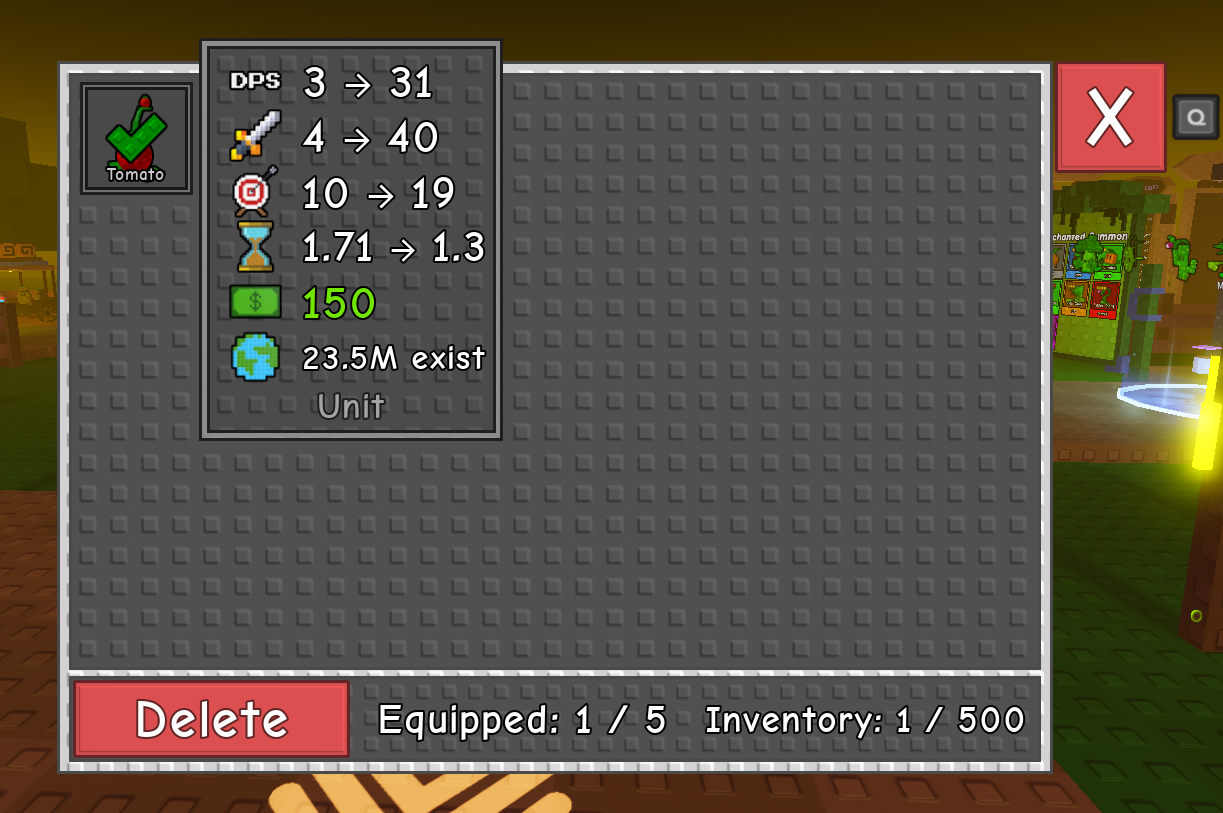 DPS 3 → 31
4 → 40
10 → 19
1.71 → 1.3
$ 150
23.5M exist
Unit
Tomato
X
Q
Delete
Equipped: 1 / 5
Inventory: 1 / 500